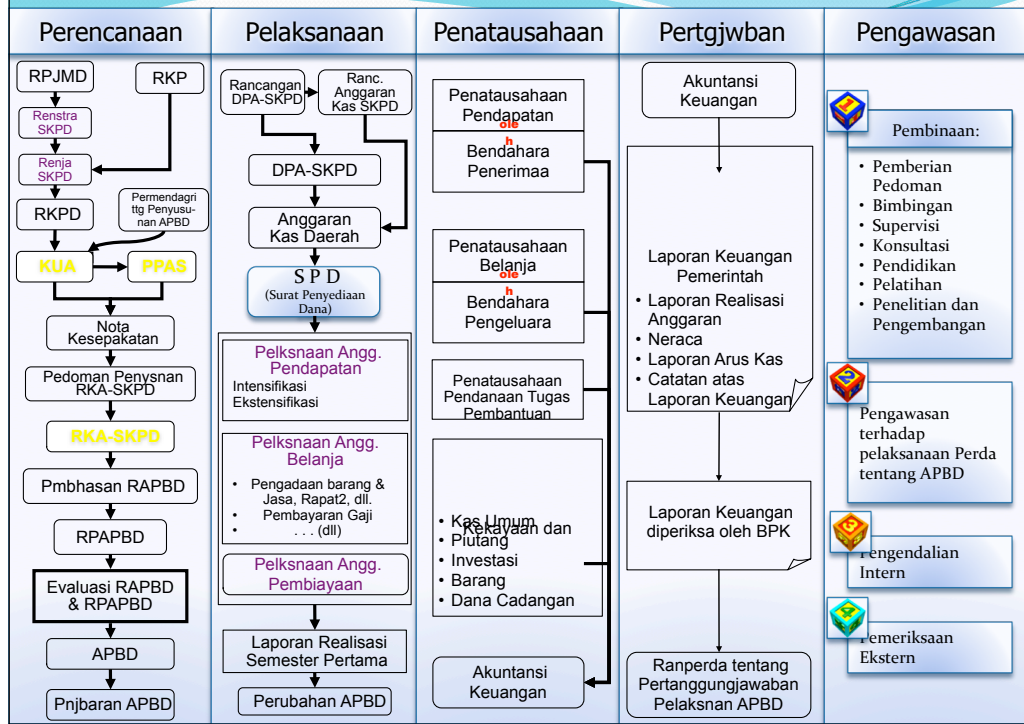 Perencanaan
Pelaksanaan
Penatausahaan
Pertgjwban
Pengawasan
RPJMD
RKP
Renstra
SKPD
Renja
SKPD
RKPD
Permendagri
ttg Penyusu-
nan APBD
KUA
PPAS
Nota
Kesepakatan
Pedoman Penysnan
RKA-SKPD
RKA-SKPD
Pmbhasan RAPBD
RPAPBD
Evaluasi RAPBD
& RPAPBD
APBD
Pnjbaran APBD
Rancangan
DPA-SKPD
Ranc.
Anggaran
Kas SKPD
DPA-SKPD
Anggaran
Kas Daerah
S P D
(Surat Penyediaan
Dana)
Pelksnaan Angg.
Pendapatan
Intensifikasi
Ekstensifikasi
Pelksnaan Angg.
Belanja
• Pengadaan barang &
Jasa, Rapat2, dll.
• Pembayaran Gaji
• . . . (dll)
Pelksnaan Angg.
Pembiayaan
Laporan Realisasi
Semester Pertama
Perubahan APBD
Penatausahaan
Pendapatan
ole
h
Bendahara
Penerimaa
Penatausahaan
Belanja
ole
h
Bendahara
Pengeluara
Penatausahaan
Pendanaan Tugas
Pembantuan
Kekayaan dan
• Kas Umum
• Piutang
• Investasi
• Barang
• Dana Cadangan
Akuntansi
Keuangan
Akuntansi
Keuangan
Laporan Keuangan
Pemerintah
• Laporan Realisasi
Anggaran
• Neraca
• Laporan Arus Kas
• Catatan atas
Laporan Keuangan
Laporan Keuangan
diperiksa oleh BPK
Ranperda tentang
Pertanggungjawaban
Pelaksnan APBD
1
Pembinaan:
• Pemberian
Pedoman
• Bimbingan
• Supervisi
• Konsultasi
• Pendidikan
• Pelatihan
• Penelitian dan
Pengembangan
2
Pengawasan
terhadap
pelaksanaan Perda
tentang APBD
3
Pengendalian
Intern
4
Pemeriksaan
Ekstern